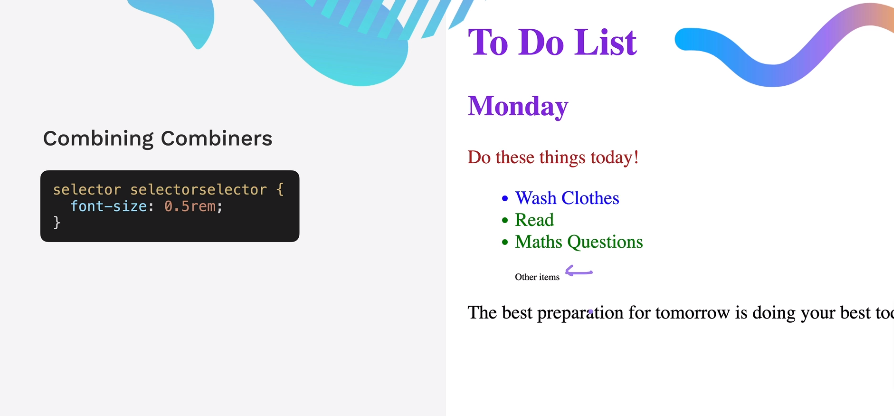 Combining Combiners
selector selectorselector {
  font-size: 0.5rem;
}
To Do List
Monday
Do these things today!
• Wash Clothes
• Read
• Maths Questions
Other items
The best preparation for tomorrow is doing your best